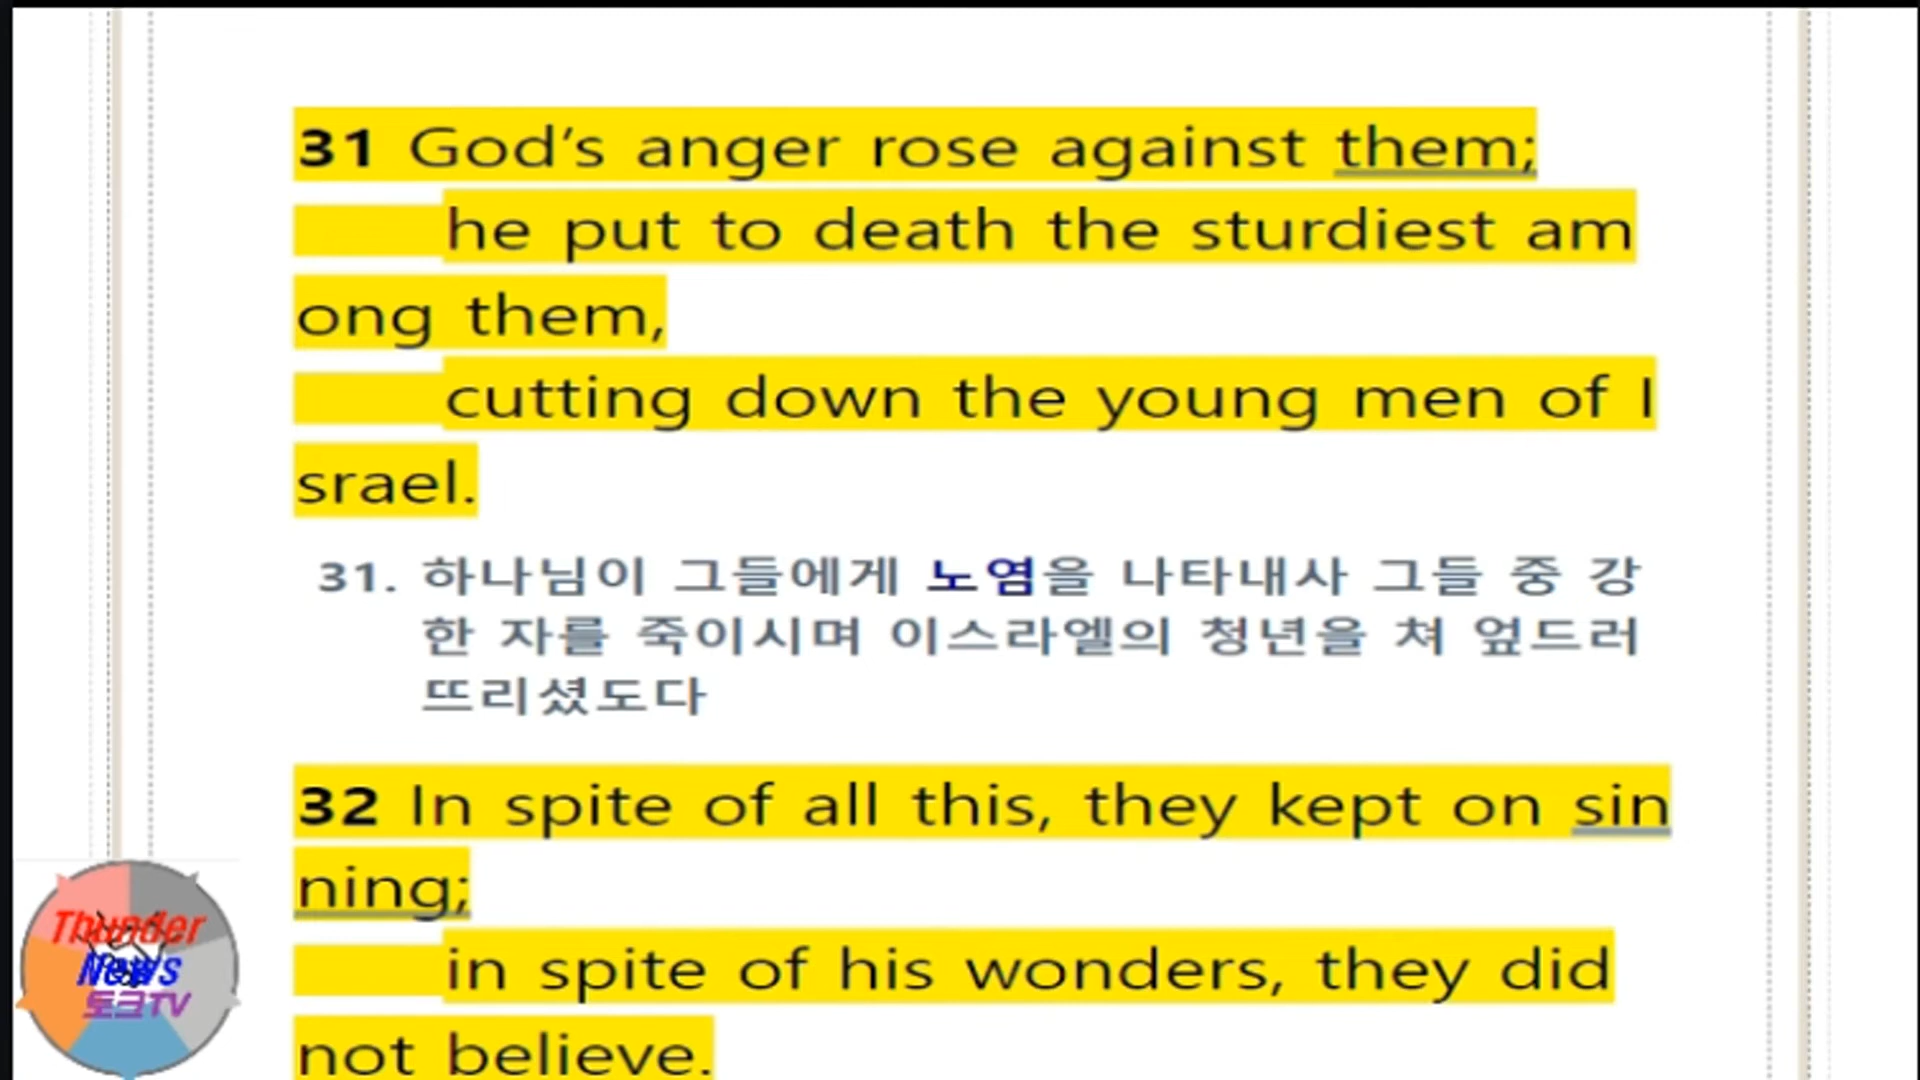 31 God’s anger rose against them;
he put to death the sturdiest am
ong them,
cutting down the young men of I
srael.
31. 하나님이 그들에게 노염을 나타내사 그들 중 강
한 자를 죽이시며 이스라엘의 청년을 쳐 엎드러
뜨리셨도다
32 In spite of all this, they kept on sin
ning;
in spite of his wonders, they did
not believe.
Thunder
News
토크TV